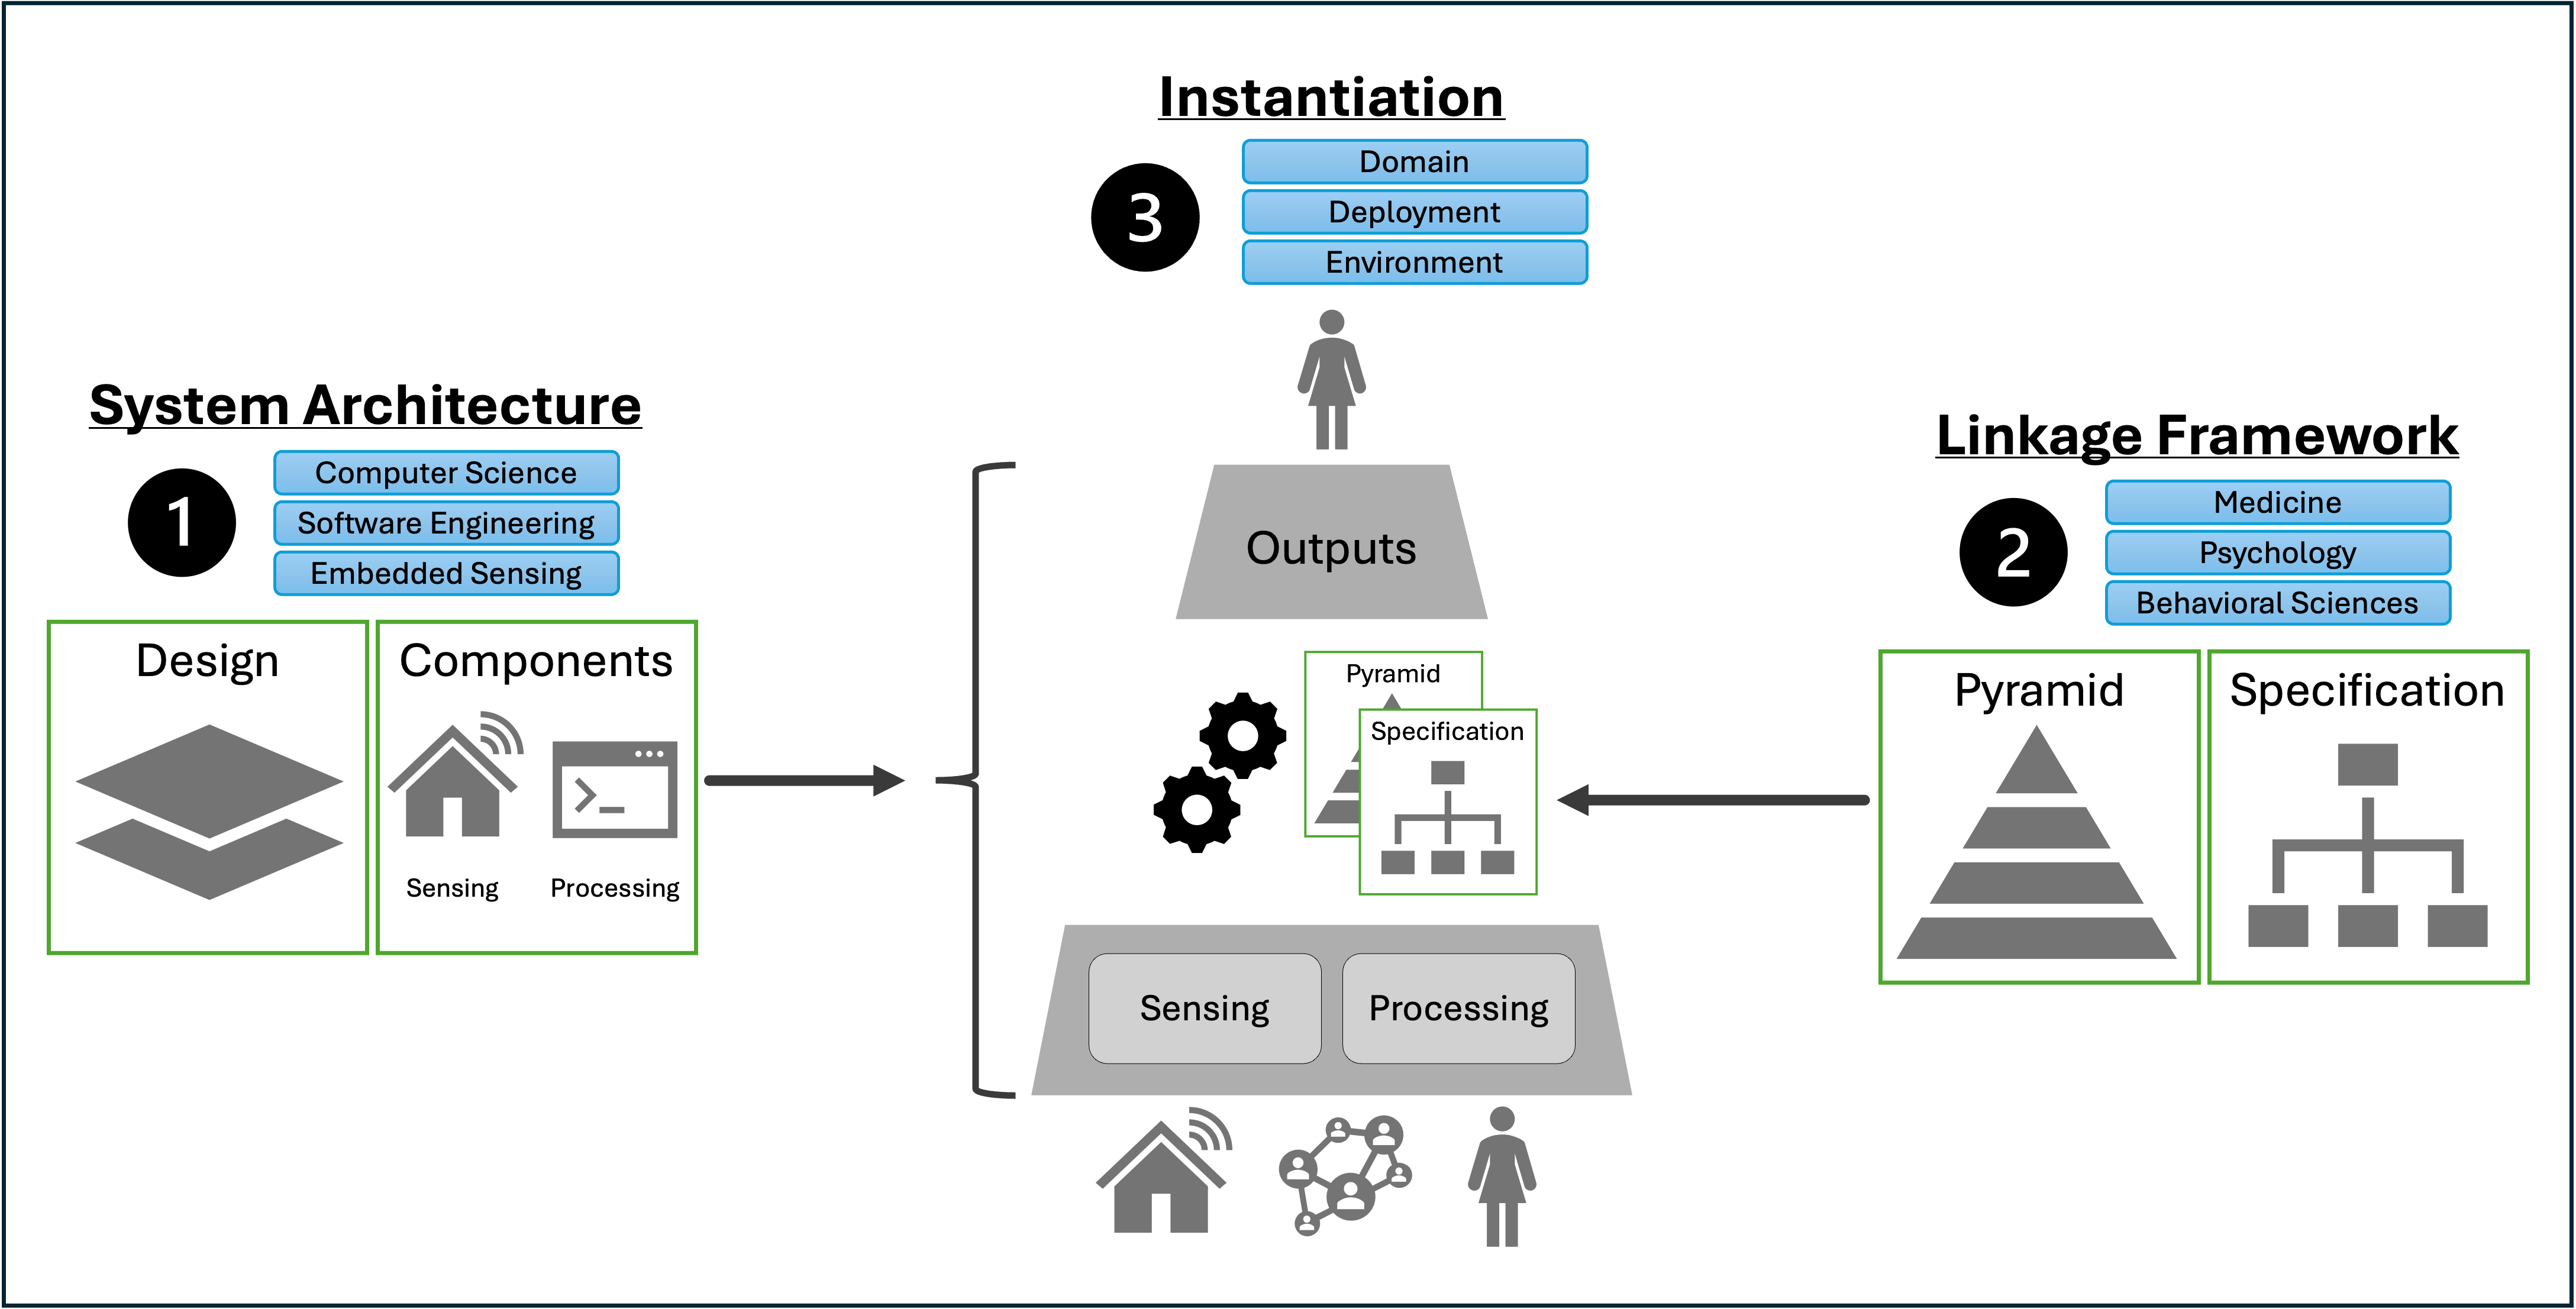 Instantiation
3
Domain
Deployment
Environment
System Architecture
1
Computer Science
Software Engineering
Embedded Sensing
Design
Components
Sensing
Processing
Outputs
Pyramid
Specification
Sensing
Processing
Linkage Framework
2
Medicine
Psychology
Behavioral Sciences
Pyramid
Specification